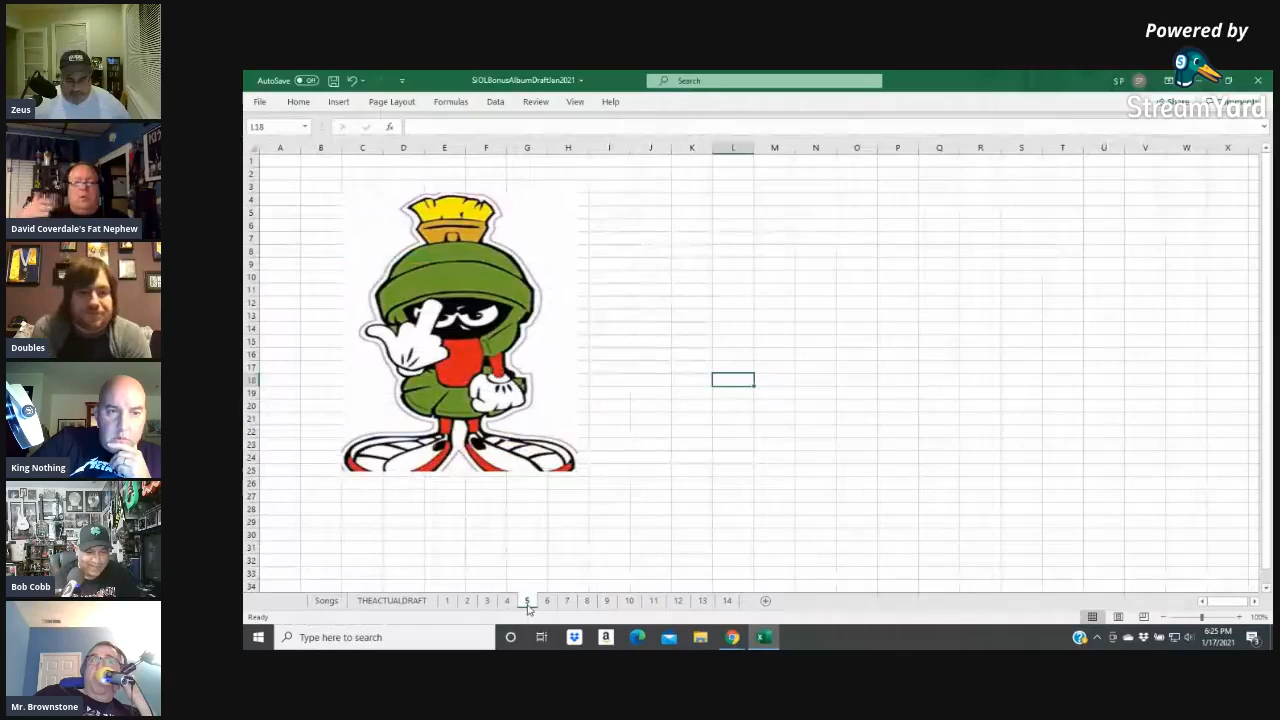 Powered by
StreamYard
Zeus
David Coverdale's Fat Nephew
Doubles
King Nothing
Bob Cobb
Mr. Brownstone
AutoSave Off
SIOLBonusAlbumDraftJan2021
Search
S P
File Home Insert Page Layout Formulas Data Review View Help
L18
fx
A B C D E F G H I J K L M N O P Q R S T U V W X
1
2
3
4
5
6
7
8
9
10
11
12
13
14
15
16
17
18
19
20
21
22
23
24
25
26
27
28
29
30
31
32
33
34
Songs THEACTUALDRAFT 1 2 3 4 5 6 7 8 9 10 11 12 13 14
Ready
100%
Type here to search
6:25 PM
1/17/2021